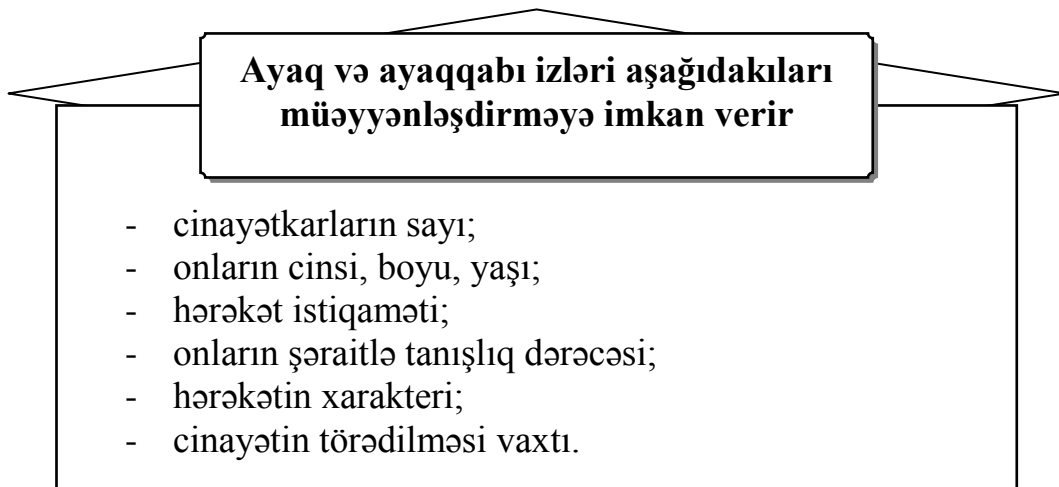 Ayaq və ayaqqabı izləri aşağıdakıları
müəyyənləşdirməyə imkan verir
- cinayətkarların sayı;
- onların cinsi, boyu, yaşı;
- hərəkət istiqaməti;
- onların şəraitlə tanışlıq dərəcəsi;
- hərəkətin xarakteri;
- cinayətin törədilməsi vaxtı.